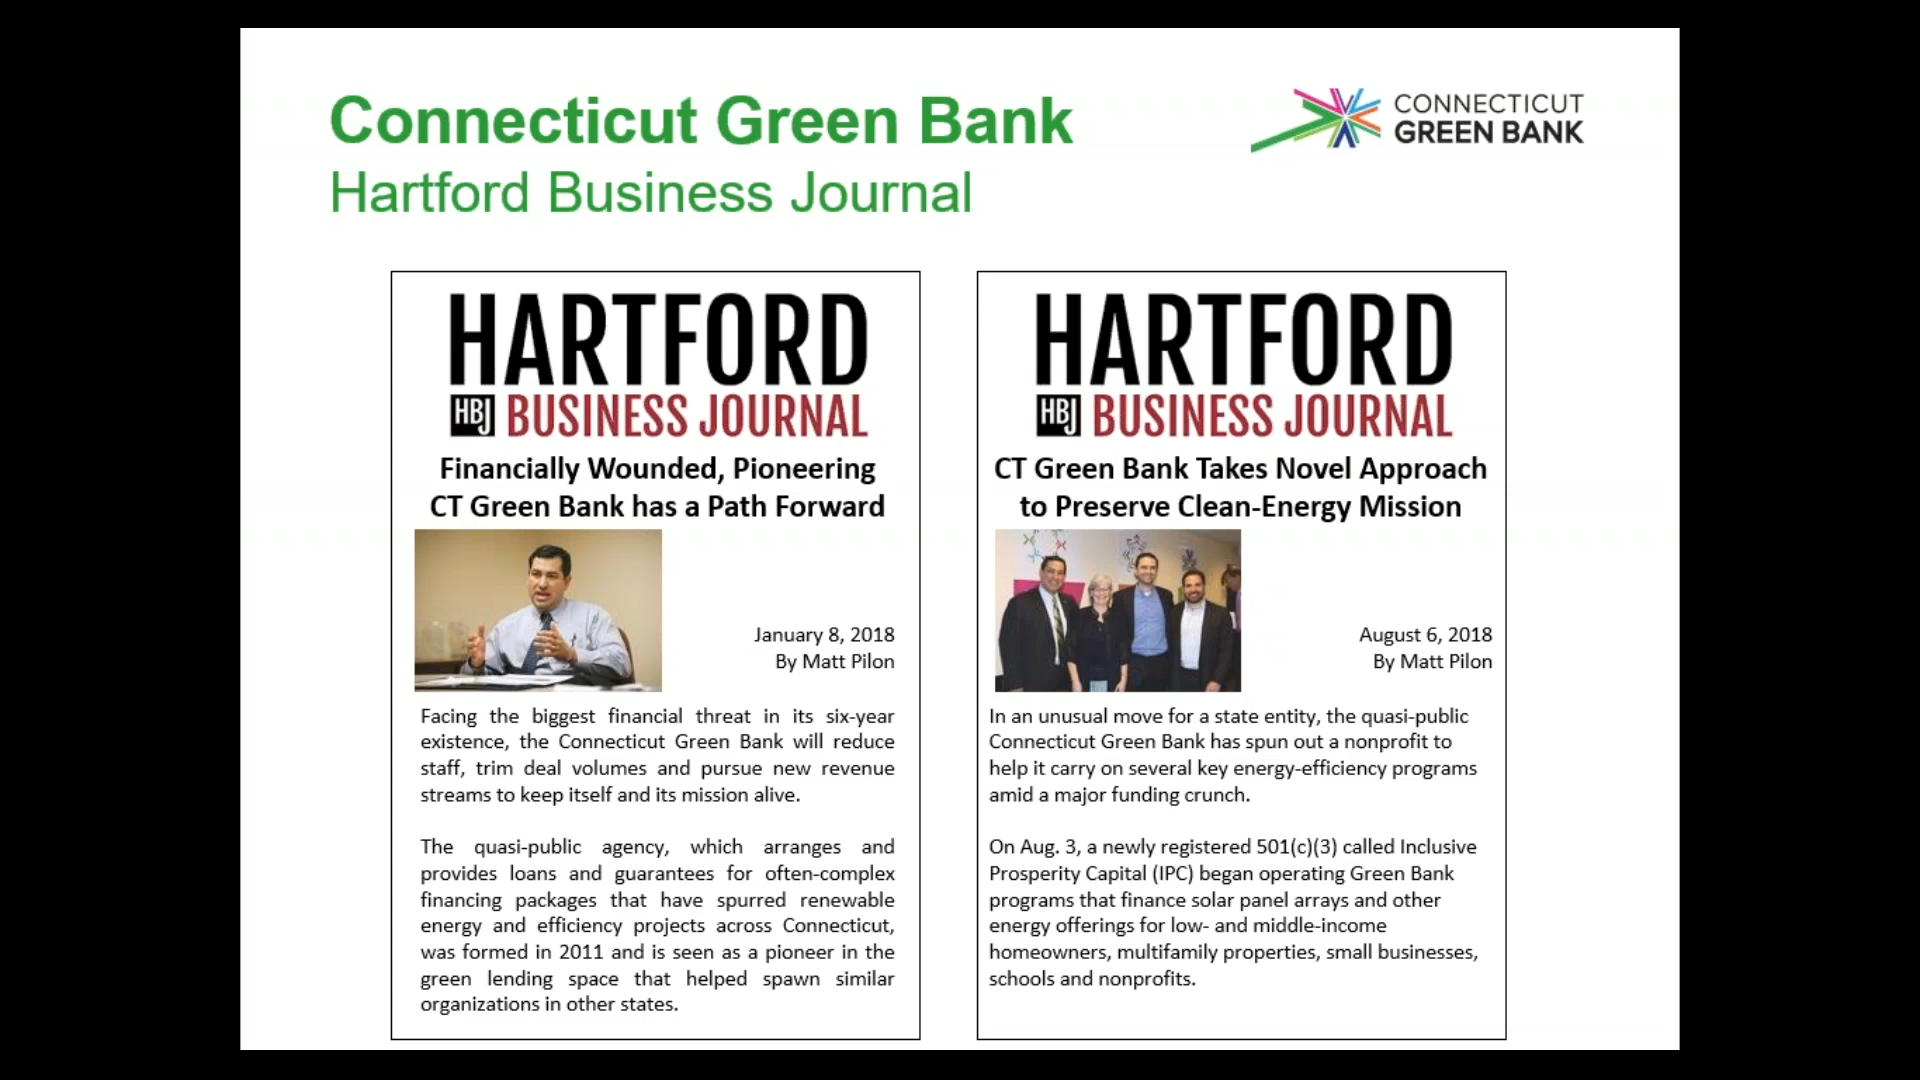 Connecticut Green Bank
Hartford Business Journal
CONNECTICUT
GREEN BANK
HARTFORD
HBJ BUSINESS JOURNAL
Financially Wounded, Pioneering
CT Green Bank has a Path Forward
January 8, 2018
By Matt Pilon
Facing the biggest financial threat in its six-year
existence, the Connecticut Green Bank will reduce
staff, trim deal volumes and pursue new revenue
streams to keep itself and its mission alive.
The quasi-public agency, which arranges and
provides loans and guarantees for often-complex
financing packages that have spurred renewable
energy and efficiency projects across Connecticut,
was formed in 2011 and is seen as a pioneer in the
green lending space that helped spawn similar
organizations in other states.
HARTFORD
HBJ BUSINESS JOURNAL
CT Green Bank Takes Novel Approach
to Preserve Clean-Energy Mission
August 6, 2018
By Matt Pilon
In an unusual move for a state entity, the quasi-public
Connecticut Green Bank has spun out a nonprofit to
help it carry on several key energy-efficiency programs
amid a major funding crunch.
On Aug. 3, a newly registered 501(c)(3) called Inclusive
Prosperity Capital (IPC) began operating Green Bank
programs that finance solar panel arrays and other
energy offerings for low- and middle-income
homeowners, multifamily properties, small businesses,
schools and nonprofits.